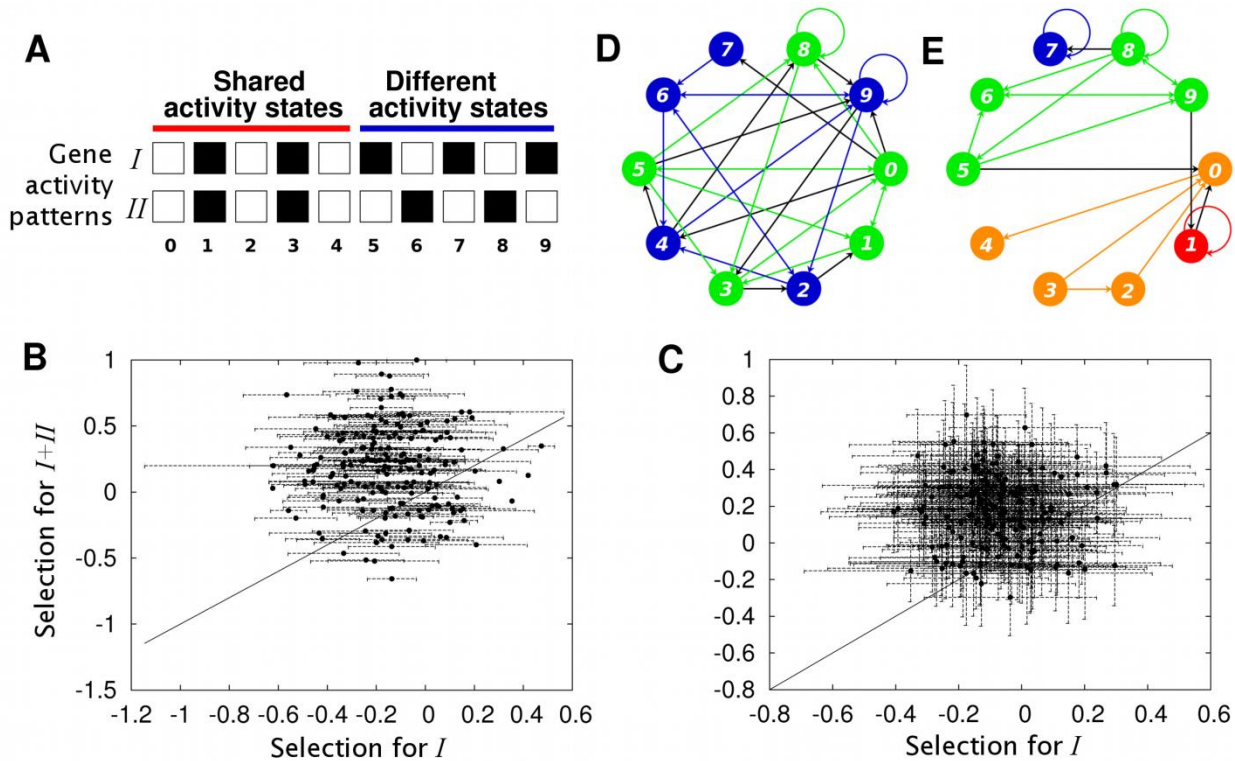 A
Shared activity states
Different activity states
Gene activity patterns
I
II
0 1 2 3 4 5 6 7 8 9
D
7
8
6
9
5
0
4
1
3
2
E
7
8
6
9
5
0
4
1
3
2
B
Selection for I+II
1
0.5
0
-0.5
-1
-1.5
-1.2 -1 -0.8 -0.6 -0.4 -0.2 0 0.2 0.4 0.6
Selection for I
C
1
0.8
0.6
0.4
0.2
0
-0.2
-0.4
-0.6
-0.8
-0.8 -0.6 -0.4 -0.2 0 0.2 0.4 0.6
Selection for I